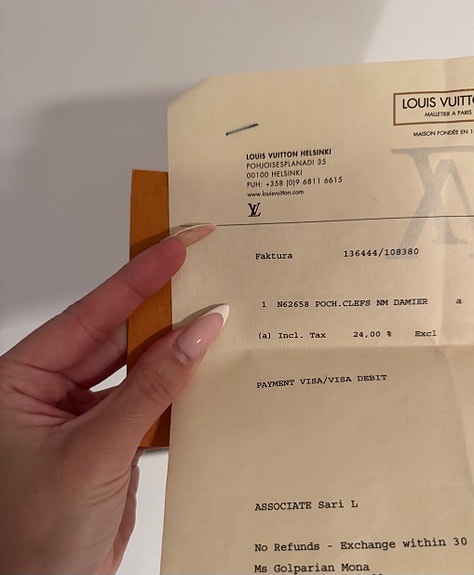 LOUIS VUITTO
MALLETIER A PARIS
MAISON FONDÉE EN 1
LOUIS VUITTON HELSINKI
POHJOISESPLANADI 35
00100 HELSINKI
PUH: +358 (0)9 6811 6615
www.louisvuitton.com
LV
Faktura 136444/108380
1 N62658 POCH.CLEFS NM DAMIER a
(a) Incl. Tax 24,00 % Excl
PAYMENT VISA/VISA DEBIT
ASSOCIATE Sari L
No Refunds - Exchange within 30
Ms Golparian Mona